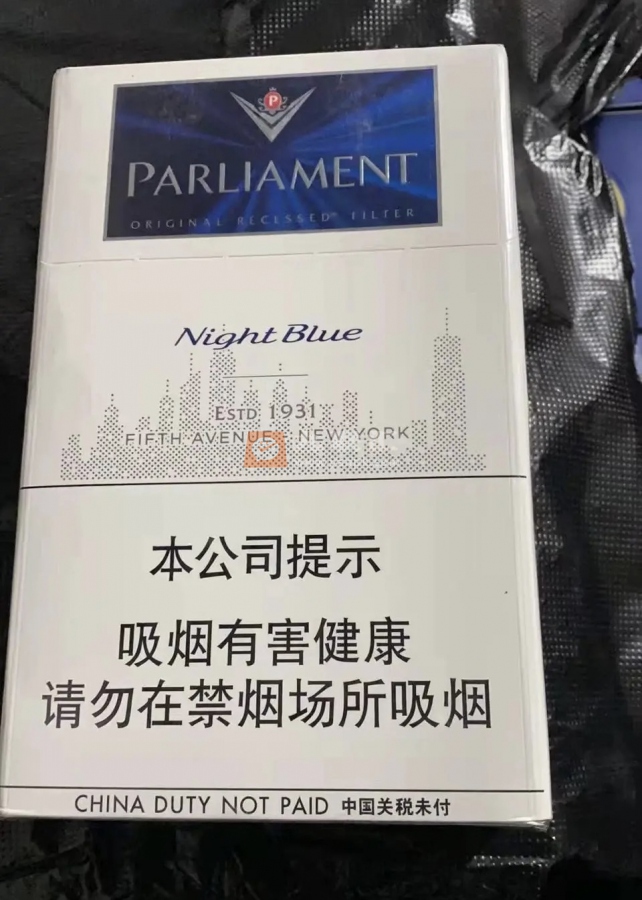 P
PARLIAMENT
ORIGINAL RECESSED FILTER
Night Blue
ESTD 1931
FIFTH AVENUE NEW YORK
本公司提示
吸烟有害健康
请勿在禁烟场所吸烟
CHINA DUTY NOT PAID 中国关税未付